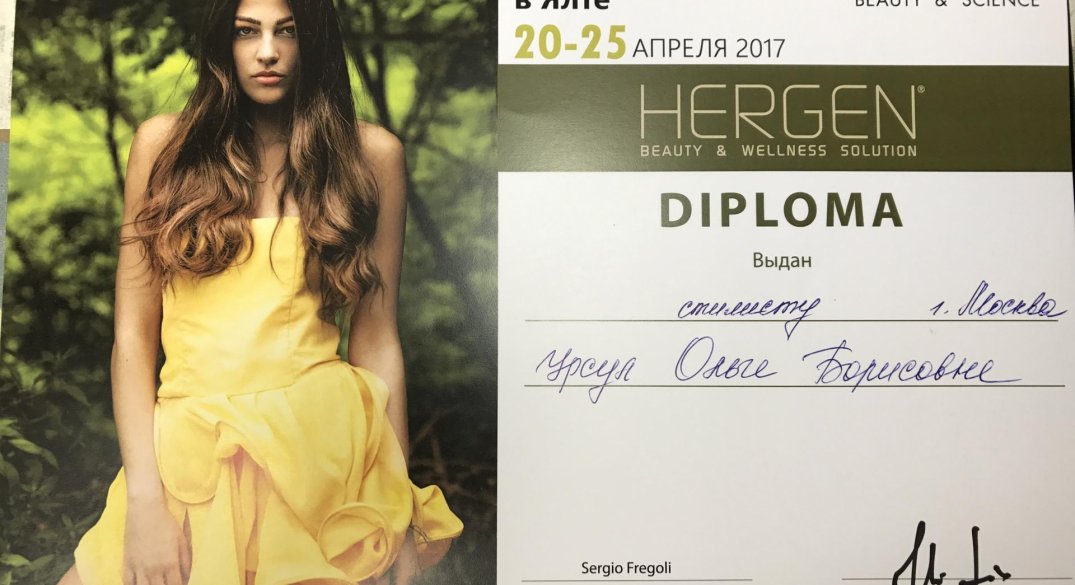 в Ялте
BEAUTY & SCIENCE
20-25 АПРЕЛЯ 2017
HERGEN®
BEAUTY & WELLNESS SOLUTION
DIPLOMA
Выдан
стилисту г. Москва
Урсул Ольге Борисовне
Sergio Fregoli